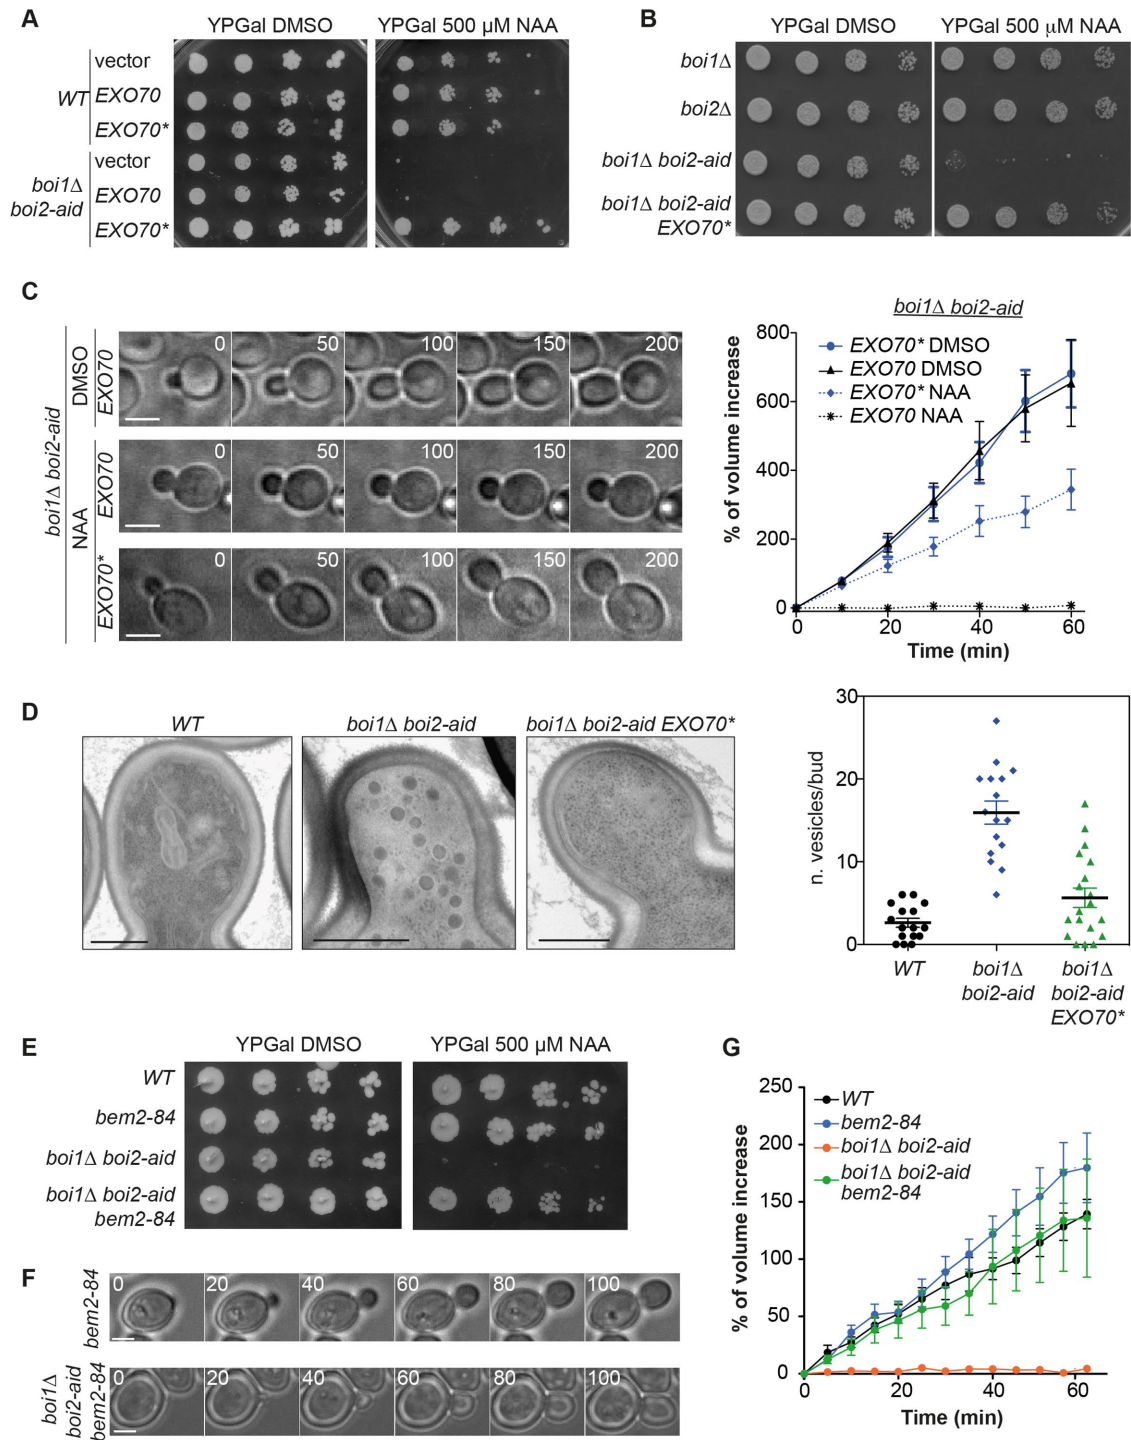 A
YPGal DMSO
YPGal 500 µM NAA
WT
vector
EXO70
EXO70*
boi1Δ
boi2-aid
vector
EXO70
EXO70*
B
YPGal DMSO
YPGal 500 µM NAA
boi1Δ
boi2Δ
boi1Δ boi2-aid
boi1Δ boi2-aid
EXO70*
C
boi1Δ boi2-aid
DMSO
EXO70
0
50
100
150
200
NAA
EXO70
0
50
100
150
200
EXO70*
0
50
100
150
200
boi1Δ boi2-aid
% of volume increase
800
600
400
200
0
EXO70* DMSO
EXO70 DMSO
EXO70* NAA
EXO70 NAA
0
20
40
60
Time (min)
D
WT
boi1Δ boi2-aid
boi1Δ boi2-aid EXO70*
n. vesicles/bud
30
20
10
0
WT
boi1Δ
boi2-aid
boi1Δ
boi2-aid
EXO70*
E
YPGal DMSO
YPGal 500 µM NAA
WT
bem2-84
boi1Δ boi2-aid
boi1Δ boi2-aid
bem2-84
F
bem2-84
0
20
40
60
80
100
boi1Δ
boi2-aid
bem2-84
0
20
40
60
80
100
G
% of volume increase
250
200
150
100
50
0
WT
bem2-84
boi1Δ boi2-aid
boi1Δ boi2-aid
bem2-84
0
20
40
60
Time (min)